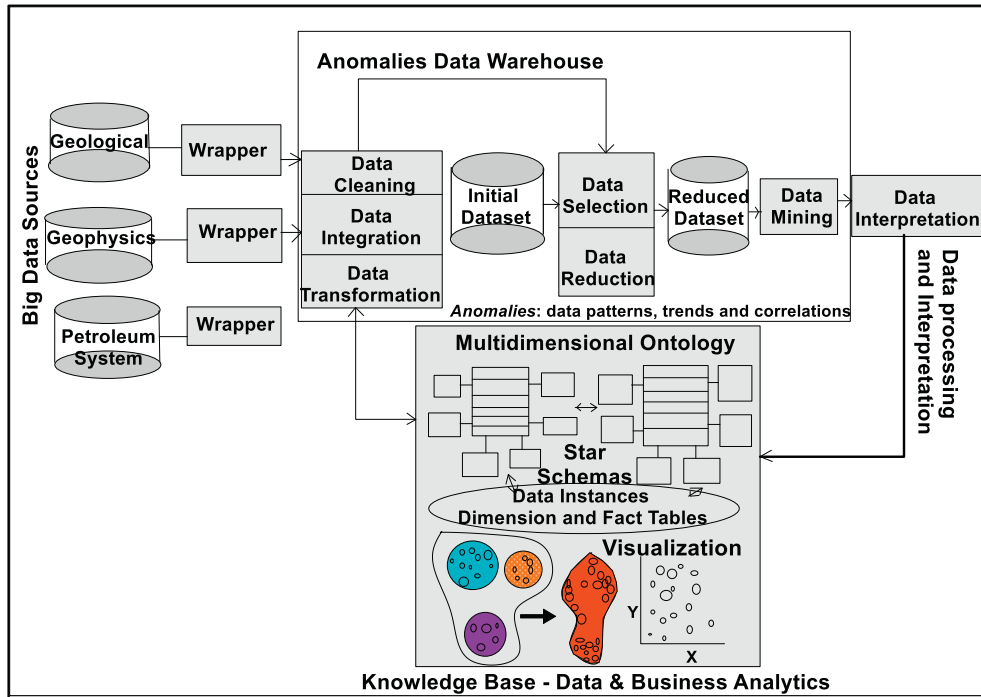 Anomalies Data Warehouse
Big Data Sources
Geological
Wrapper
Geophysics
Wrapper
Petroleum
System
Wrapper
Data
Cleaning
Data
Integration
Data
Transformation
Initial
Dataset
Data
Selection
Data
Reduction
Reduced
Dataset
Data
Mining
Data
Interpretation
Anomalies: data patterns, trends and correlations
Data processing
and Interpretation
Multidimensional Ontology
Star
Schemas
Data Instances
Dimension and Fact Tables
Visualization
Y
X
Knowledge Base - Data & Business Analytics